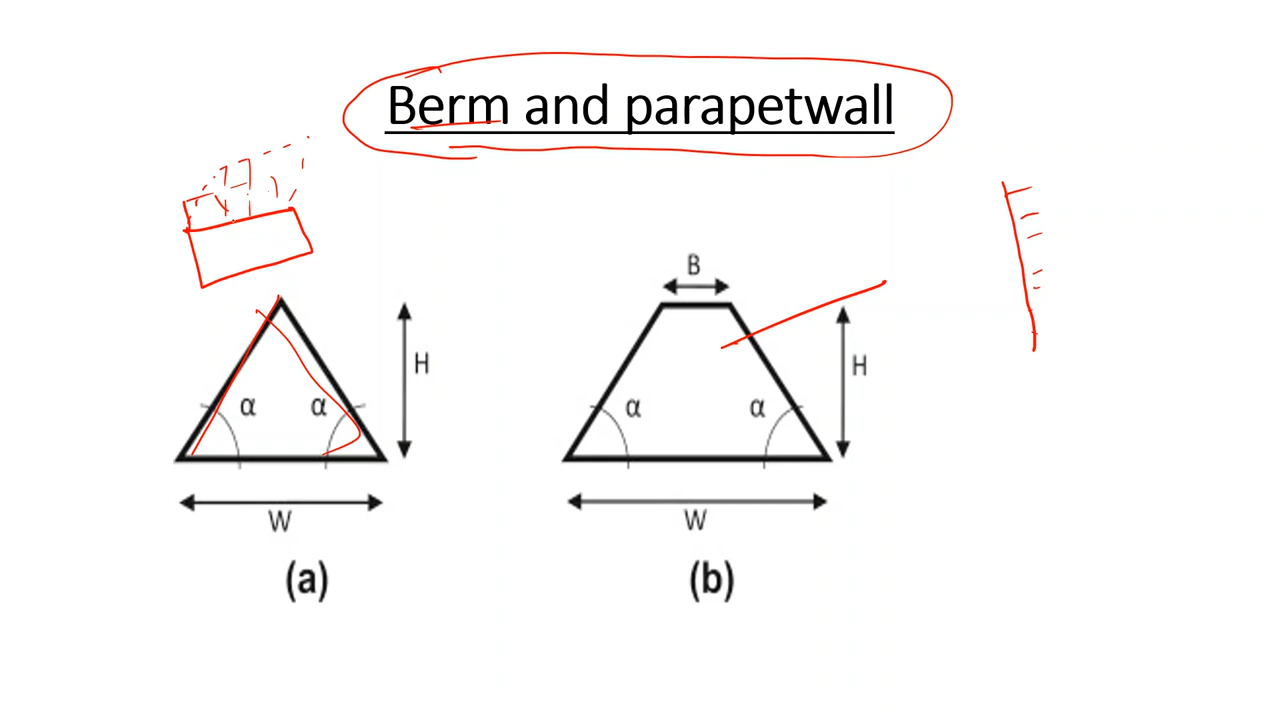 Berm and parapetwall
B
H
H
α α
α α
W
W
(a)
(b)